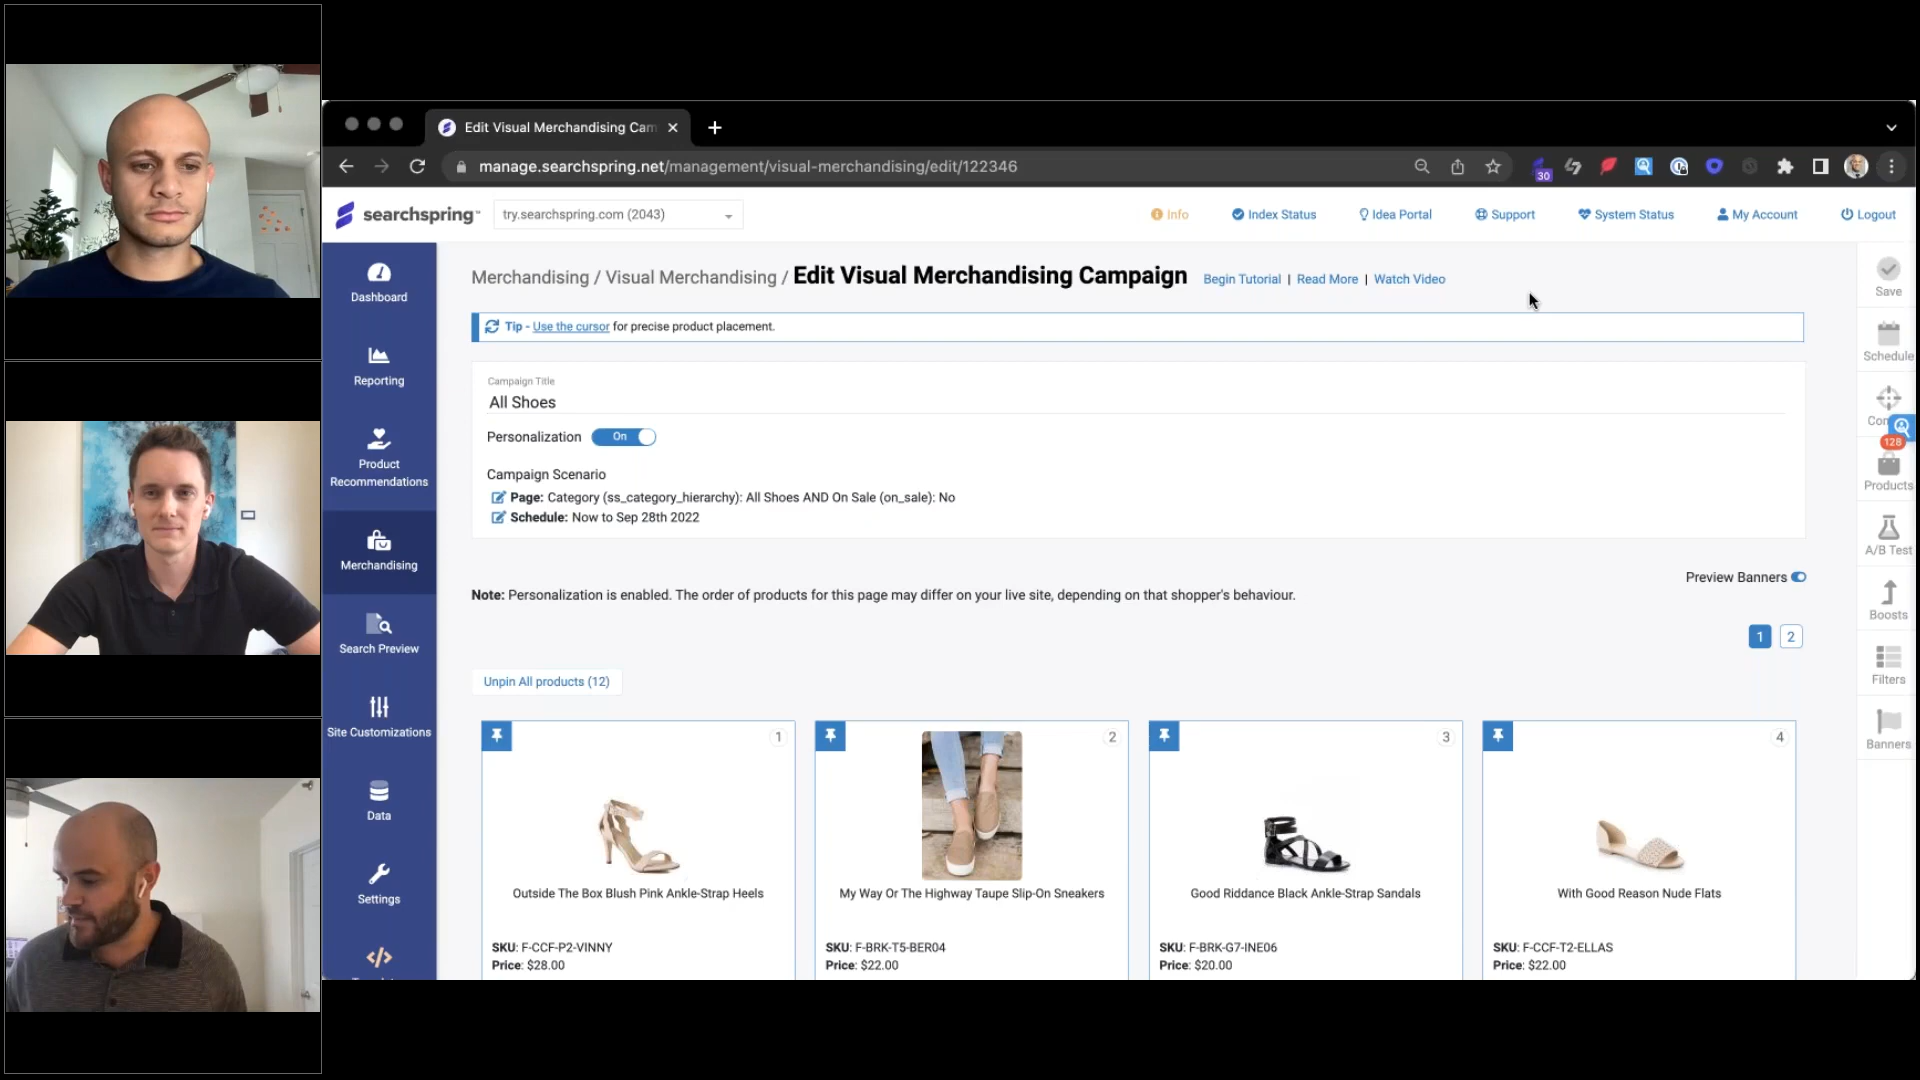 Edit Visual Merchandising Cam
manage.searchspring.net/management/visual-merchandising/edit/122346
30
searchspring™
try.searchspring.com (2043)
Info
Index Status
Idea Portal
Support
System Status
My Account
Logout
Dashboard
Reporting
Product
Recommendations
Merchandising
Search Preview
Site Customizations
Data
Settings
Merchandising / Visual Merchandising / Edit Visual Merchandising Campaign
Begin Tutorial | Read More | Watch Video
Tip - Use the cursor for precise product placement.
Campaign Title
All Shoes
Personalization On
Campaign Scenario
Page: Category (ss_category_hierarchy): All Shoes AND On Sale (on_sale): No
Schedule: Now to Sep 28th 2022
Preview Banners
Note: Personalization is enabled. The order of products for this page may differ on your live site, depending on that shopper's behaviour.
1 2
Unpin All products (12)
1
Outside The Box Blush Pink Ankle-Strap Heels
SKU: F-CCF-P2-VINNY
Price: $28.00
2
My Way Or The Highway Taupe Slip-On Sneakers
SKU: F-BRK-T5-BER04
Price: $22.00
3
Good Riddance Black Ankle-Strap Sandals
SKU: F-BRK-G7-INE06
Price: $20.00
4
With Good Reason Nude Flats
SKU: F-CCF-T2-ELLAS
Price: $22.00
Save
Schedule
128
Products
A/B Test
Boosts
Filters
Banners